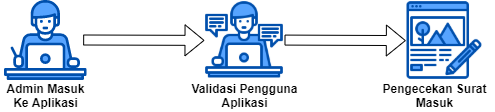 Admin Masuk
Ke Aplikasi
Validasi Pengguna
Aplikasi
Pengecekan Surat
Masuk